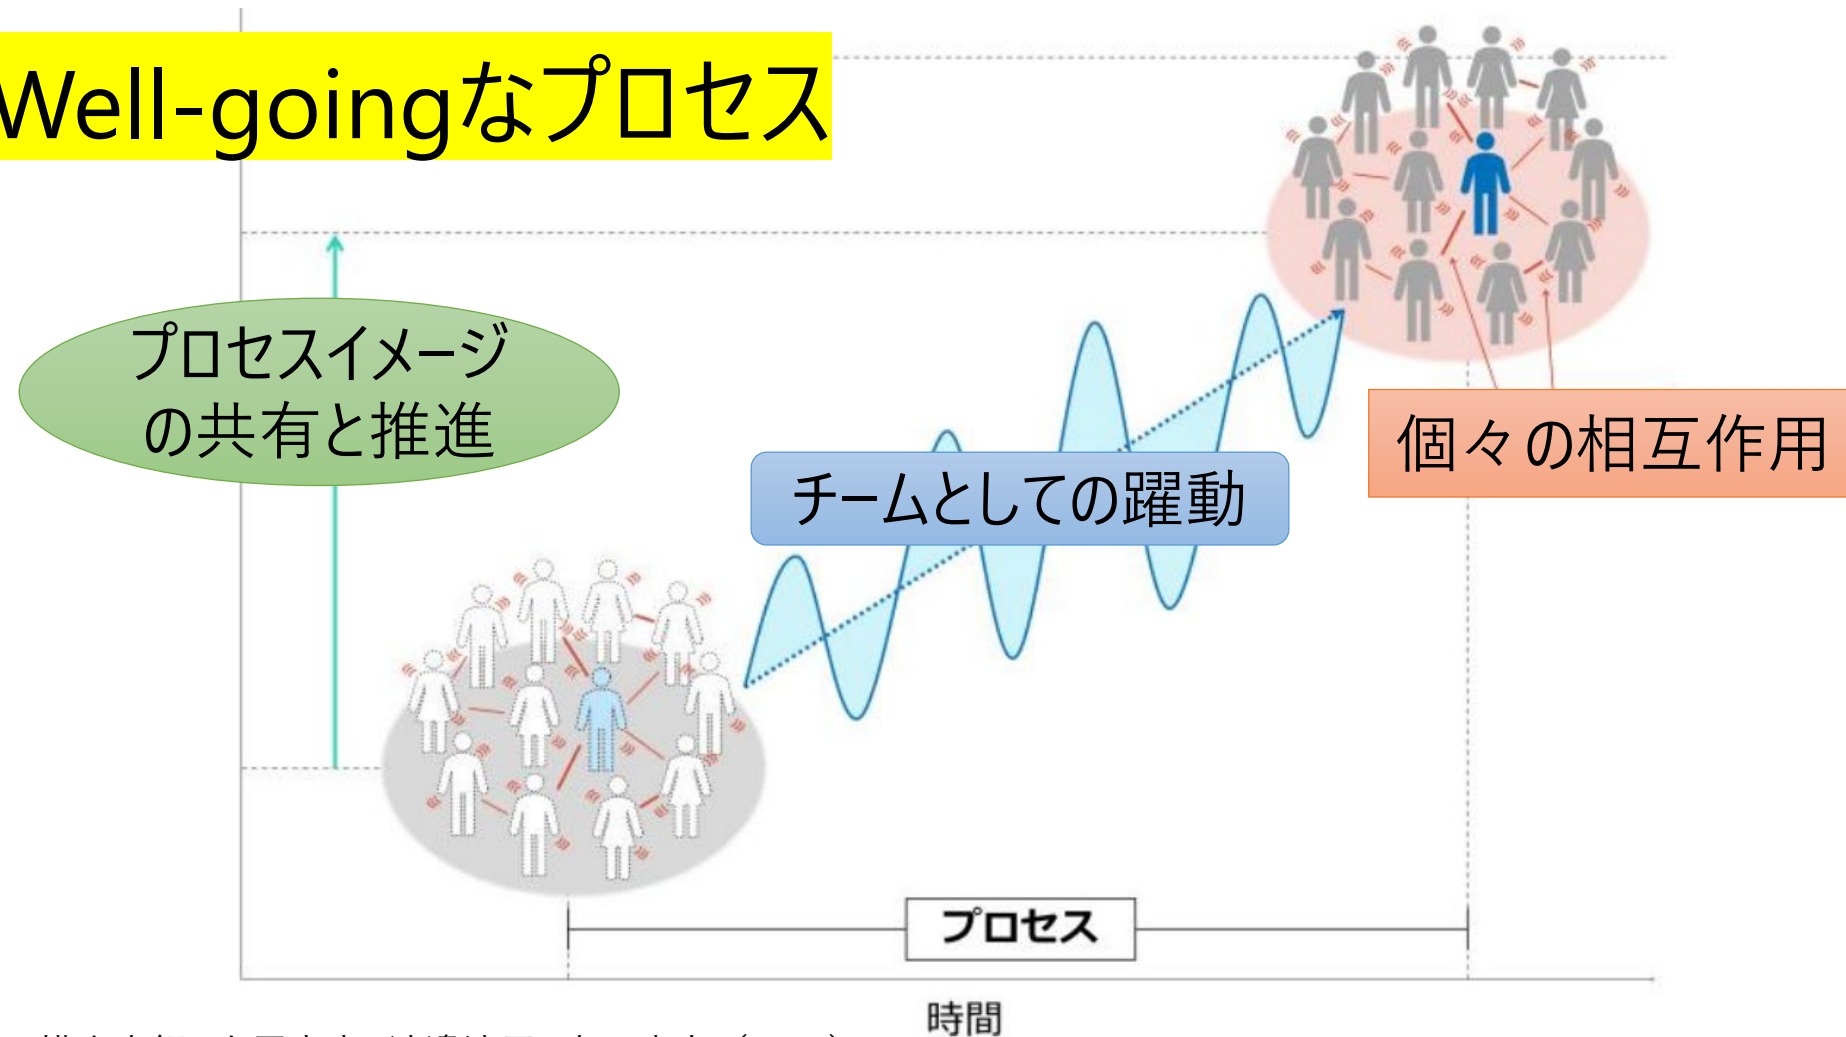 Well-goingなプロセス
プロセスイメージ
の共有と推進
チームとしての躍動
個々の相互作用
プロセス
時間